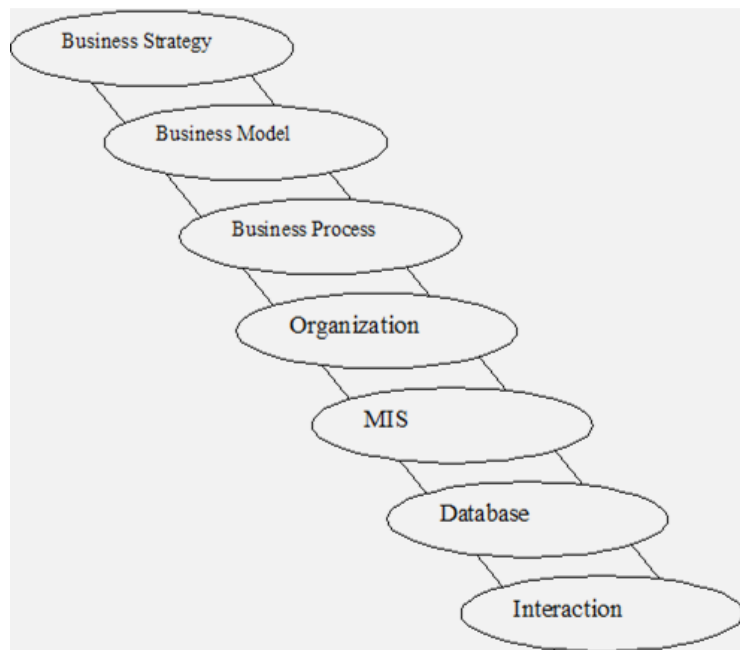 Business Strategy
Business Model
Business Process
Organization
MIS
Database
Interaction